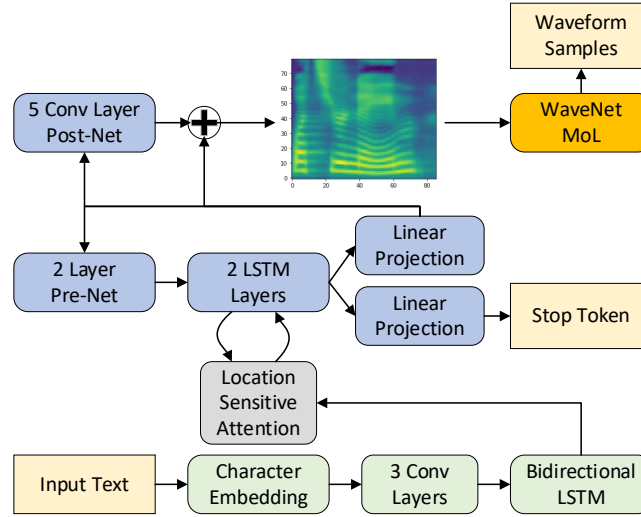 Waveform
Samples
5 Conv Layer
Post-Net
WaveNet
MoL
70
60
50
40
30
20
10
0
0
20
40
60
80
2 Layer
Pre-Net
2 LSTM
Layers
Linear
Projection
Linear
Projection
Stop Token
Location
Sensitive
Attention
Input Text
Character
Embedding
3 Conv
Layers
Bidirectional
LSTM